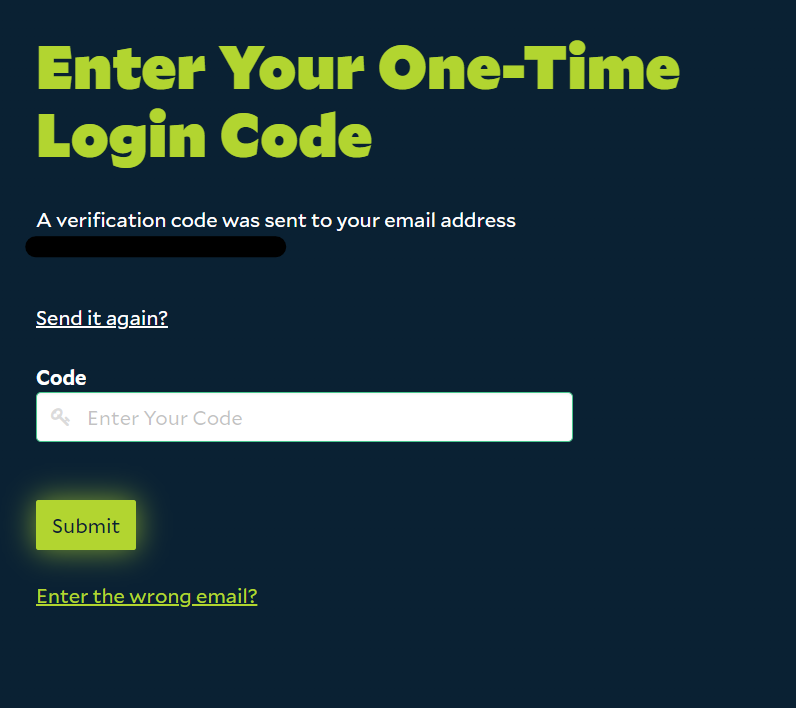 Enter Your One-Time
Login Code
A verification code was sent to your email address
Send it again?
Code
Enter Your Code
Submit
Enter the wrong email?